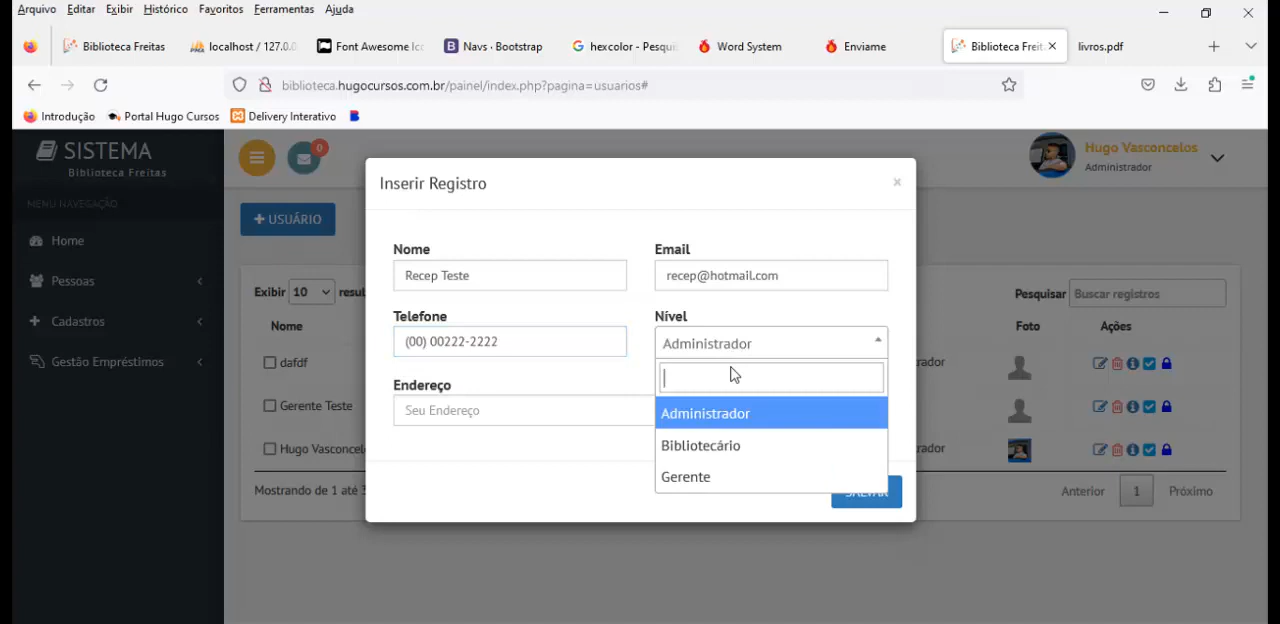 Arquivo Editar Exibir Histórico Favoritos Ferramentas Ajuda
Biblioteca Freitas localhost / 127.0.0 Font Awesome Ic Navs · Bootstrap hexcolor - Pesqui Word System Enviame Biblioteca Freit livros.pdf
biblioteca.hugocursos.com.br/painel/index.php?pagina=usuarios#
Introdução Portal Hugo Cursos Delivery Interativo
SISTEMA
Biblioteca Freitas
0
Hugo Vasconcelos
Administrador
MENU NAVEGAÇÃO
Home
Pessoas
Cadastros
Gestão Empréstimos
+ USUÁRIO
Inserir Registro
×
Nome
Recep Teste
Email
recep@hotmail.com
Telefone
(00) 00222-2222
Nível
Administrador
Administrador
Bibliotecário
Gerente
Endereço
Seu Endereço
Exibir 10 result
Pesquisar Buscar registros
Nome Foto Ações
dafdf
Gerente Teste
Hugo Vasconcel
Mostrando de 1 até 3
Anterior 1 Próximo